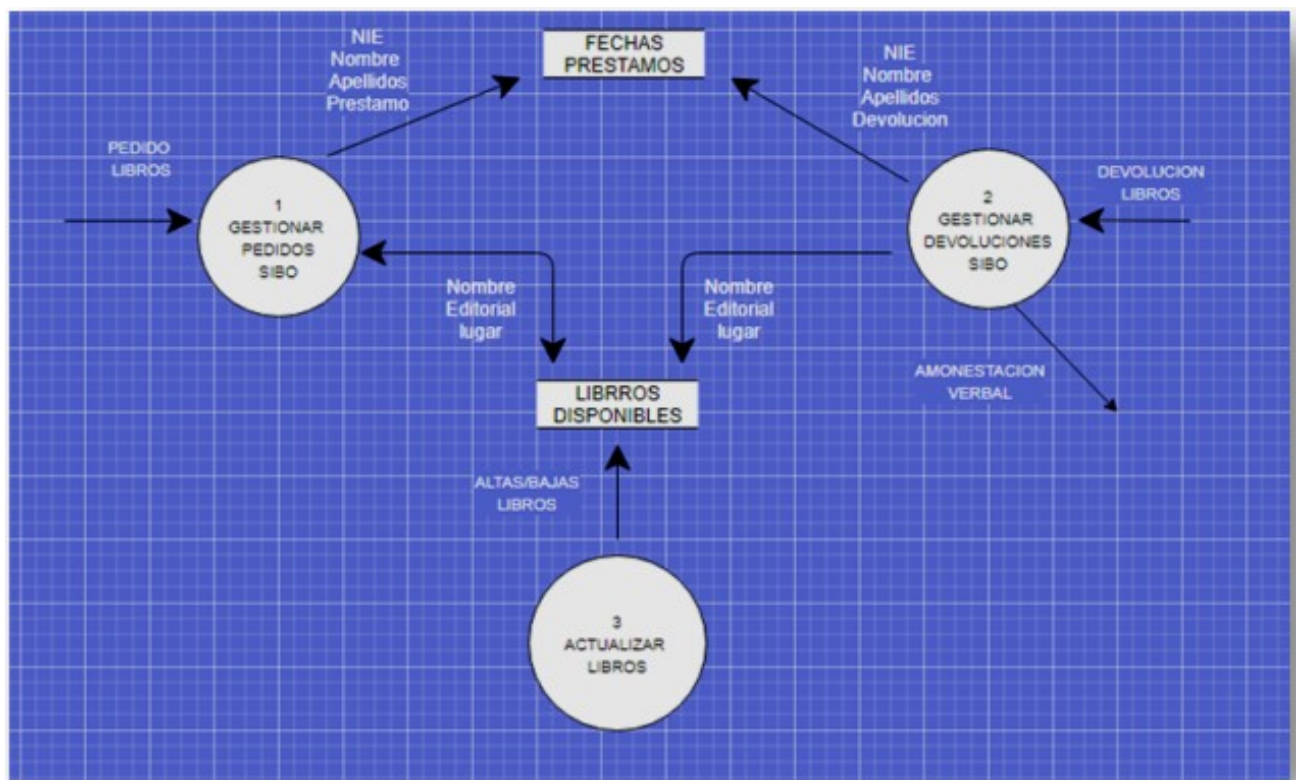 NIE
Nombre
Apellidos
Prestamo
FECHAS
PRESTAMOS
NIE
Nombre
Apellidos
Devolucion
PEDIDO
LIBROS
DEVOLUCION
LIBROS
1
GESTIONAR
PEDIDOS
SIBO
2
GESTIONAR
DEVOLUCIONES
SIBO
Nombre
Editorial
lugar
Nombre
Editorial
lugar
AMONESTACION
VERBAL
LIBRROS
DISPONIBLES
ALTAS/BAJAS
LIBROS
3
ACTUALIZAR
LIBROS